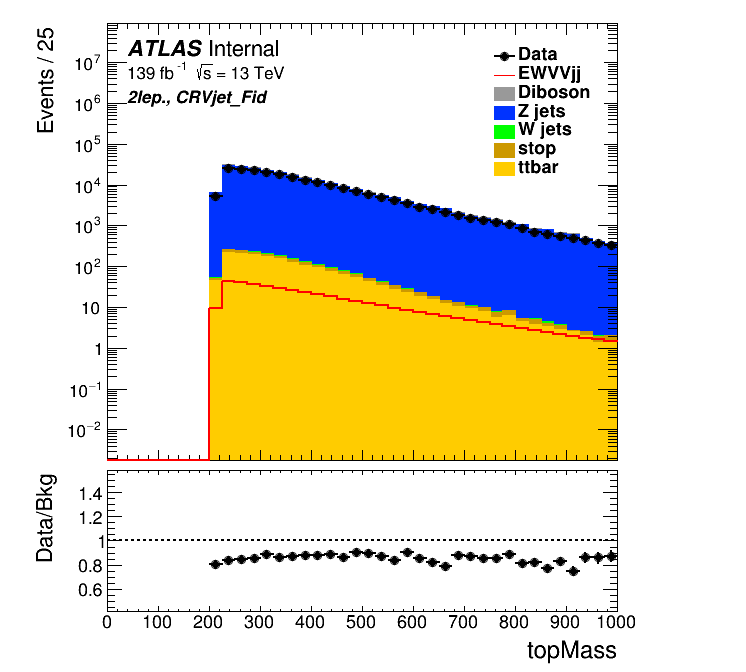 Events / 25
10⁷
10⁶
10⁵
10⁴
10³
10²
10
1
10⁻¹
10⁻²
ATLAS Internal
139 fb⁻¹ √s = 13 TeV
2lep., CRVjet_Fid
Data
EWVVjj
Diboson
Z jets
W jets
stop
ttbar
Data/Bkg
1.4
1.2
1
0.8
0.6
0 100 200 300 400 500 600 700 800 900 1000
topMass